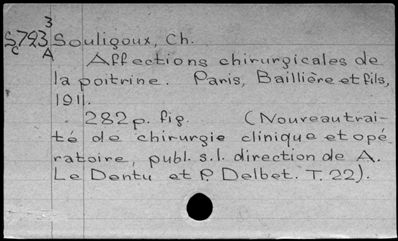 3
S793 Souligoux, Ch.
C A
Affections chirurgicales de
la poitrine. Paris, Baillière et fils,
1911.
282 p. fig. (Nouveau trai-
té de chirurgie clinique et opé
ratoire, publ. s.l. direction de A.
Le Dentu et P. Delbet. T. 22).